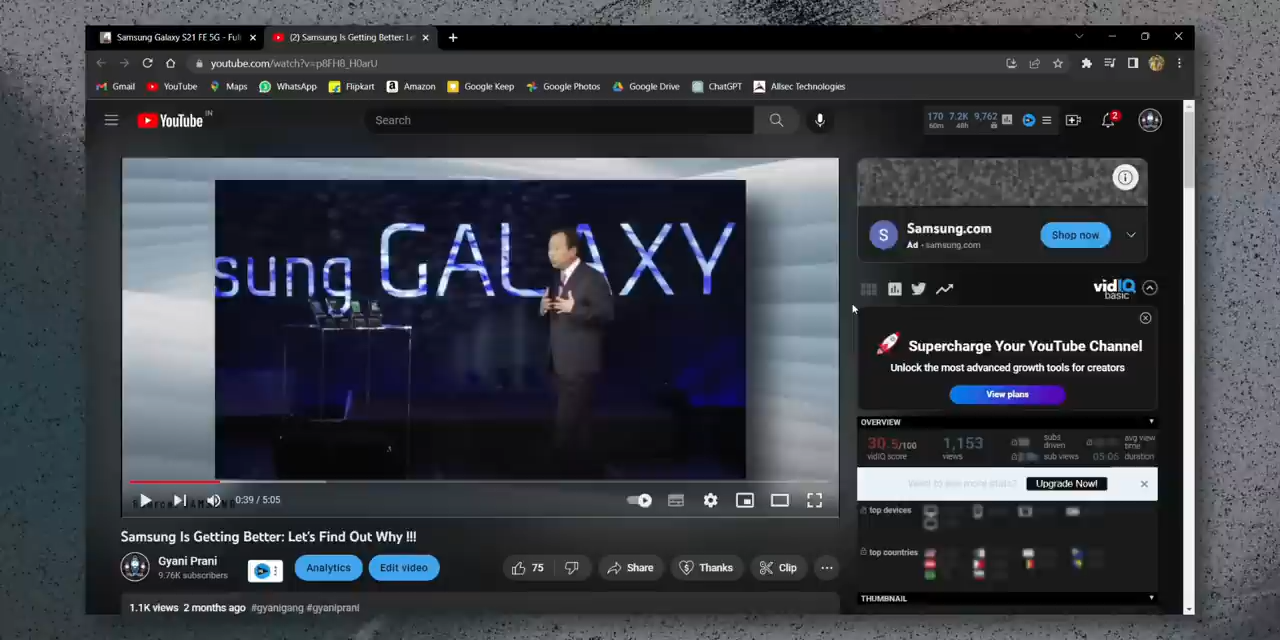 Samsung Galaxy S21 FE 5G - Full
(2) Samsung Is Getting Better: Le
youtube.com/watch?v=p8FH8_H0arU
Gmail YouTube Maps WhatsApp Flipkart Amazon Google Keep Google Photos Google Drive ChatGPT Allsec Technologies
YouTube IN
Search
170 7.2K 9,762
60m 48h
2
sung GALAXY
0:39 / 5:05
Samsung Is Getting Better: Let's Find Out Why !!!
Gyani Prani
9.76K subscribers
Analytics
Edit video
75
Share
Thanks
Clip
1.1K views 2 months ago #gyanigang #gyaniprani
S
Samsung.com
Ad · samsung.com
Shop now
vidIQ
basic
Supercharge Your YouTube Channel
Unlock the most advanced growth tools for creators
View plans
OVERVIEW
30.5/100
vidIQ score
1,153
views
subs
driven
sub views
avg view
time
05:06 duration
Want to see more stats? Upgrade Now!
top devices
top countries
THUMBNAIL